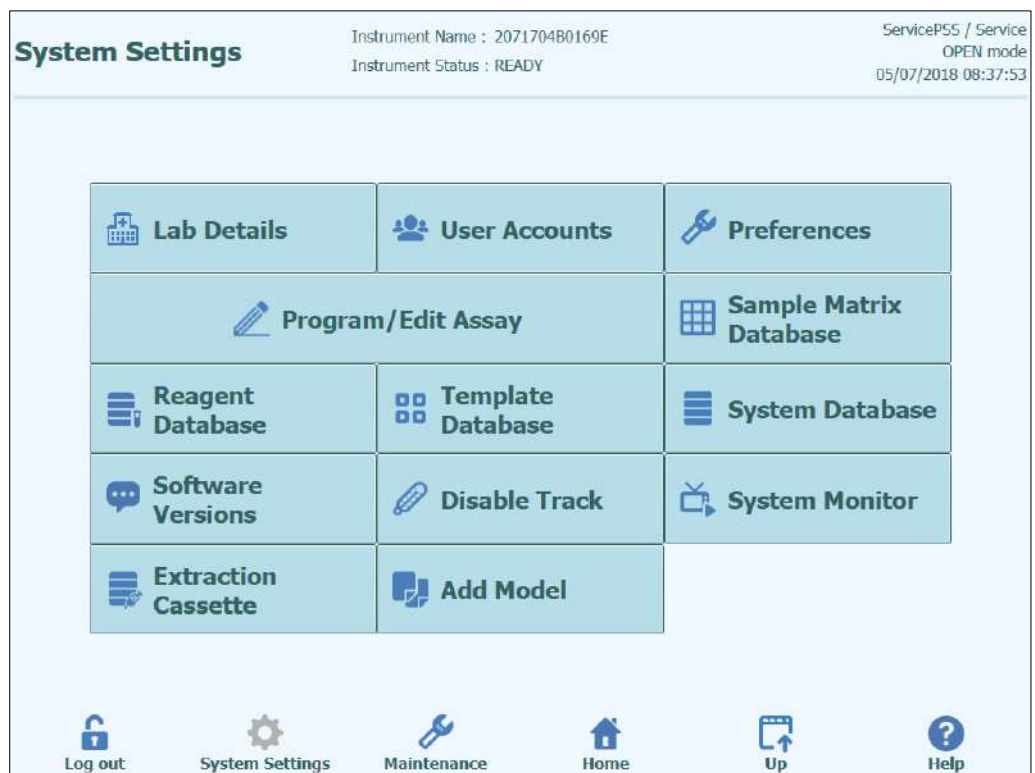 System Settings
Instrument Name : 2071704B0169E
Instrument Status : READY
ServicePSS / Service
OPEN mode
05/07/2018 08:37:53
Lab Details
User Accounts
Preferences
Program/Edit Assay
Sample Matrix
Database
Reagent
Database
Template
Database
System Database
Software
Versions
Disable Track
System Monitor
Extraction
Cassette
Add Model
Log out
System Settings
Maintenance
Home
Up
Help